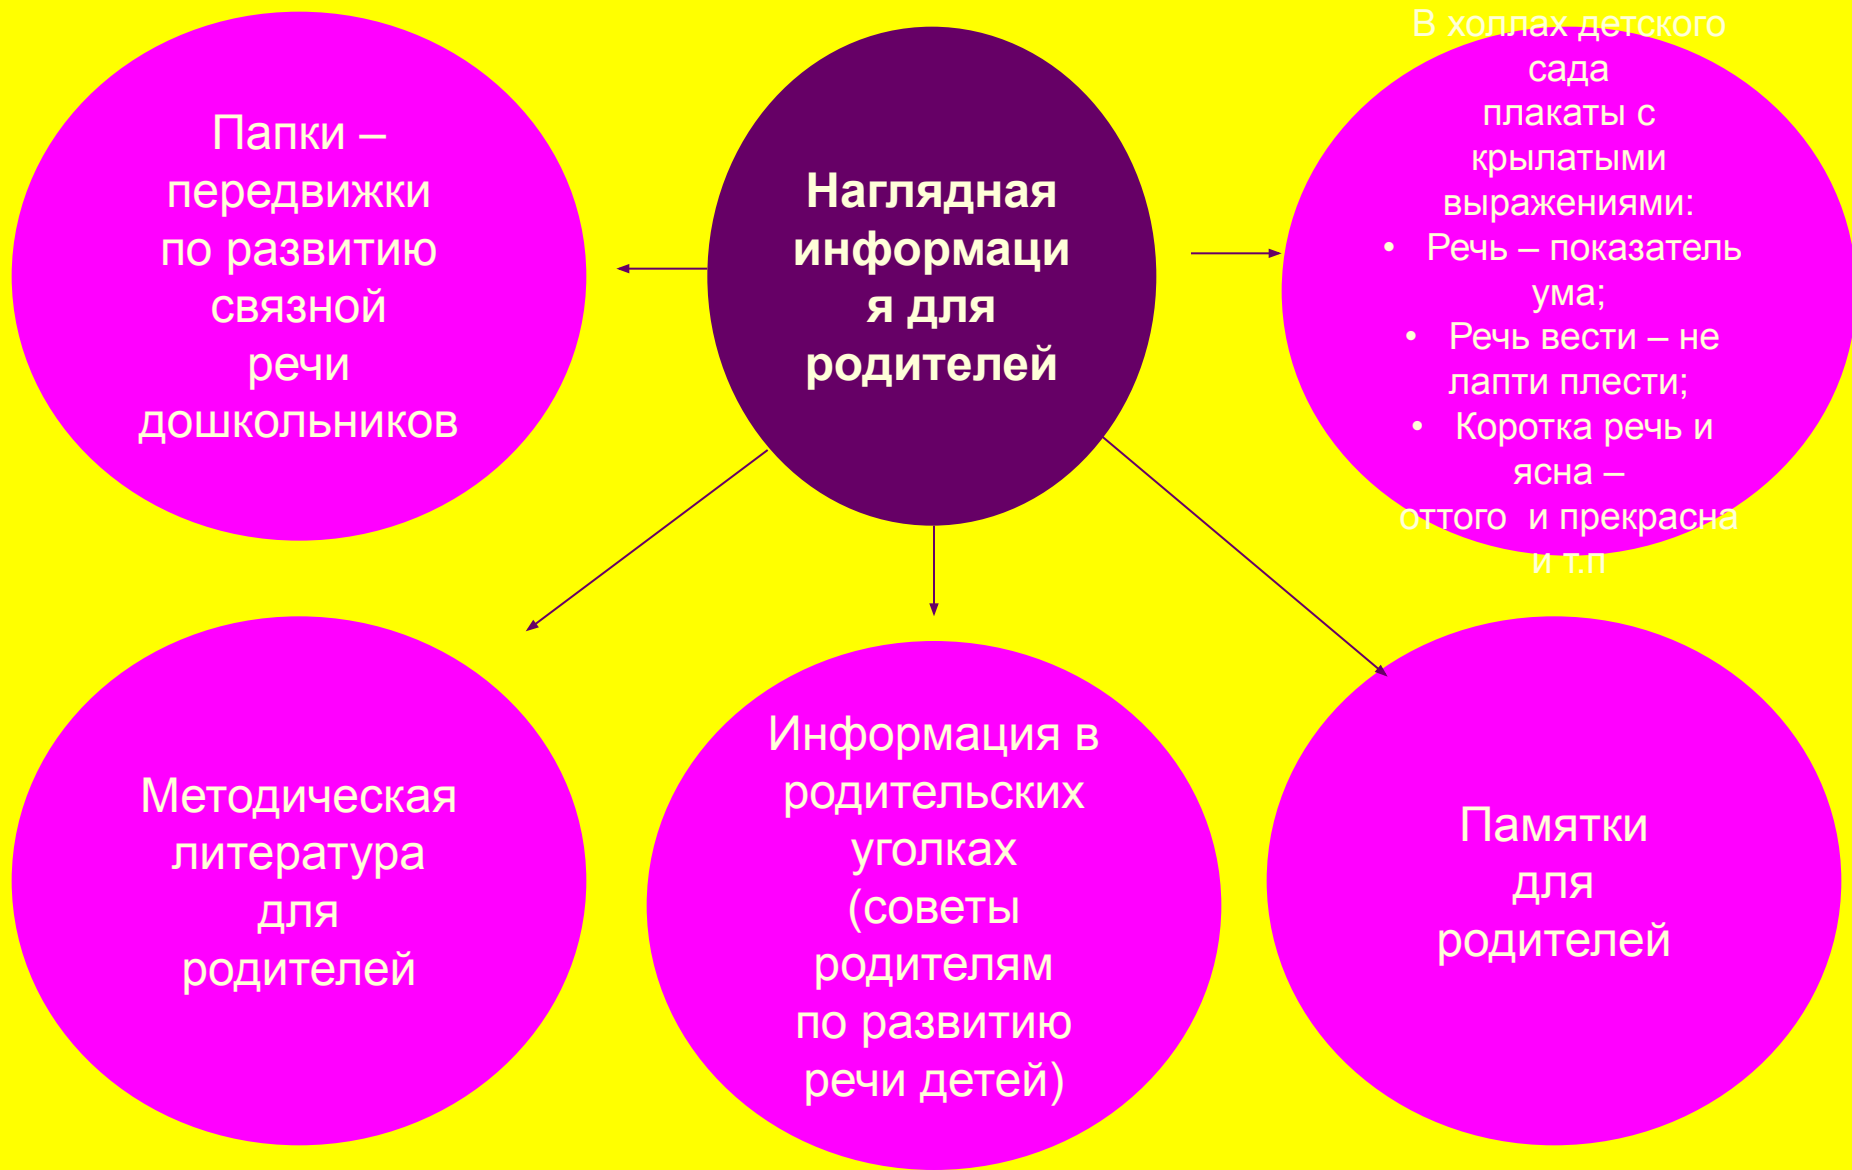 Папки –
передвижки
по развитию
связной
речи
дошкольников
Наглядная
информаци
я для
родителей
В холлах детского
сада
плакаты с
крылатыми
выражениями:
• Речь – показатель
ума;
• Речь вести – не
лапти плести;
• Коротка речь и
ясна –
оттого  и прекрасна
и т.п
Методическая
литература
для
родителей
Информация в
родительских
уголках
(советы
родителям
по развитию
речи детей)
Памятки
для
родителей